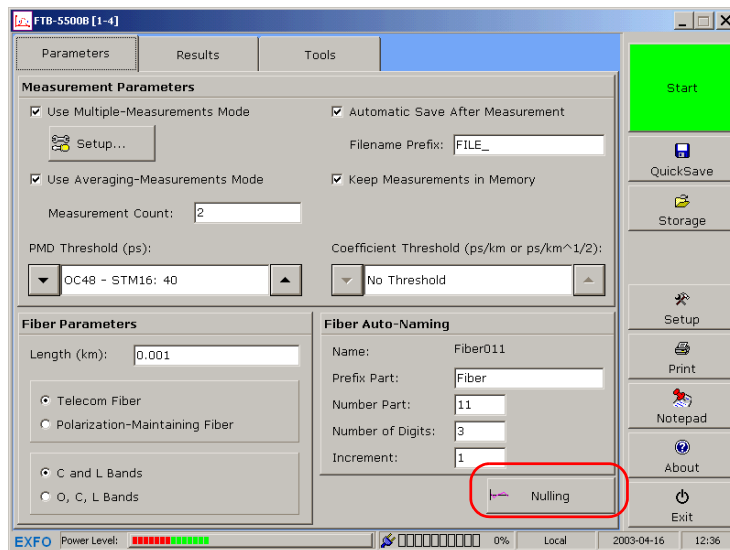 FTB-5500B [1-4]
Parameters
Results
Tools
Measurement Parameters
Use Multiple-Measurements Mode
Setup...
Use Averaging-Measurements Mode
Measurement Count: 2
PMD Threshold (ps):
OC48 - STM16: 40
Automatic Save After Measurement
Filename Prefix: FILE_
Keep Measurements in Memory
Coefficient Threshold (ps/km or ps/km^1/2):
No Threshold
Fiber Parameters
Length (km): 0.001
Telecom Fiber
Polarization-Maintaining Fiber
C and L Bands
O, C, L Bands
Fiber Auto-Naming
Name: Fiber011
Prefix Part: Fiber
Number Part: 11
Number of Digits: 3
Increment: 1
Nulling
Start
QuickSave
Storage
Setup
Print
Notepad
About
Exit
EXFO Power Level: 0% Local 2003-04-16 12:36